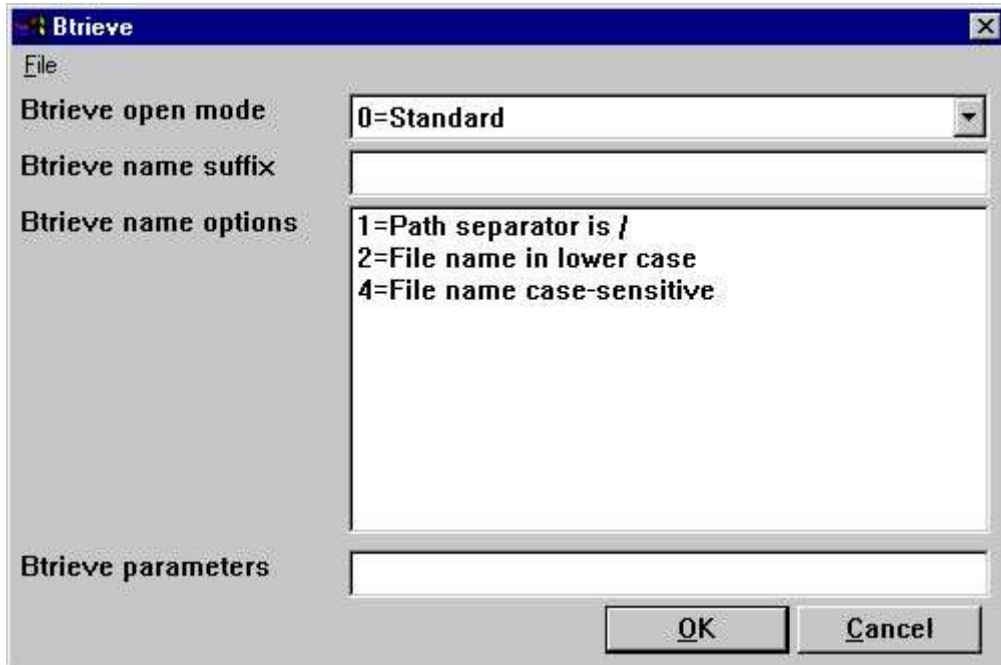 Btrieve
File
Btrieve open mode
0=Standard
Btrieve name suffix
Btrieve name options
1=Path separator is /
2=File name in lower case
4=File name case-sensitive
Btrieve parameters
OK
Cancel